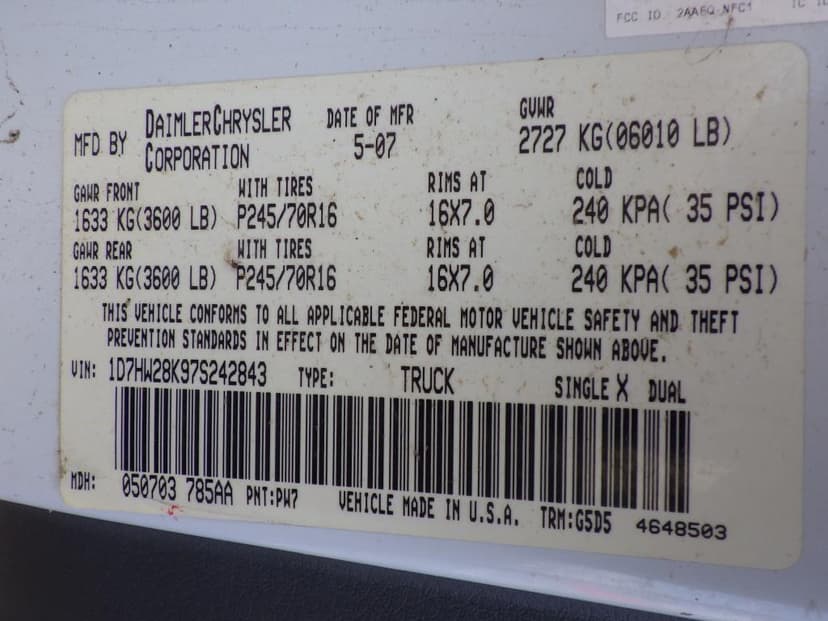 FCC ID 2AA6Q-NFC1 IC
MFD BY DAIMLERCHRYSLER CORPORATION DATE OF MFR 5-07 GVWR 2727 KG(06010 LB)
GAWR FRONT WITH TIRES RIMS AT COLD
1633 KG(3600 LB) P245/70R16 16X7.0 240 KPA( 35 PSI)
GAWR REAR WITH TIRES RIMS AT COLD
1633 KG(3600 LB) P245/70R16 16X7.0 240 KPA( 35 PSI)
THIS VEHICLE CONFORMS TO ALL APPLICABLE FEDERAL MOTOR VEHICLE SAFETY AND THEFT
PREVENTION STANDARDS IN EFFECT ON THE DATE OF MANUFACTURE SHOWN ABOVE.
VIN: 1D7HW28K97S242843 TYPE: TRUCK SINGLE X DUAL
MDH: 050703 785AA PNT:PW7 VEHICLE MADE IN U.S.A. TRM:G5D5 4648503